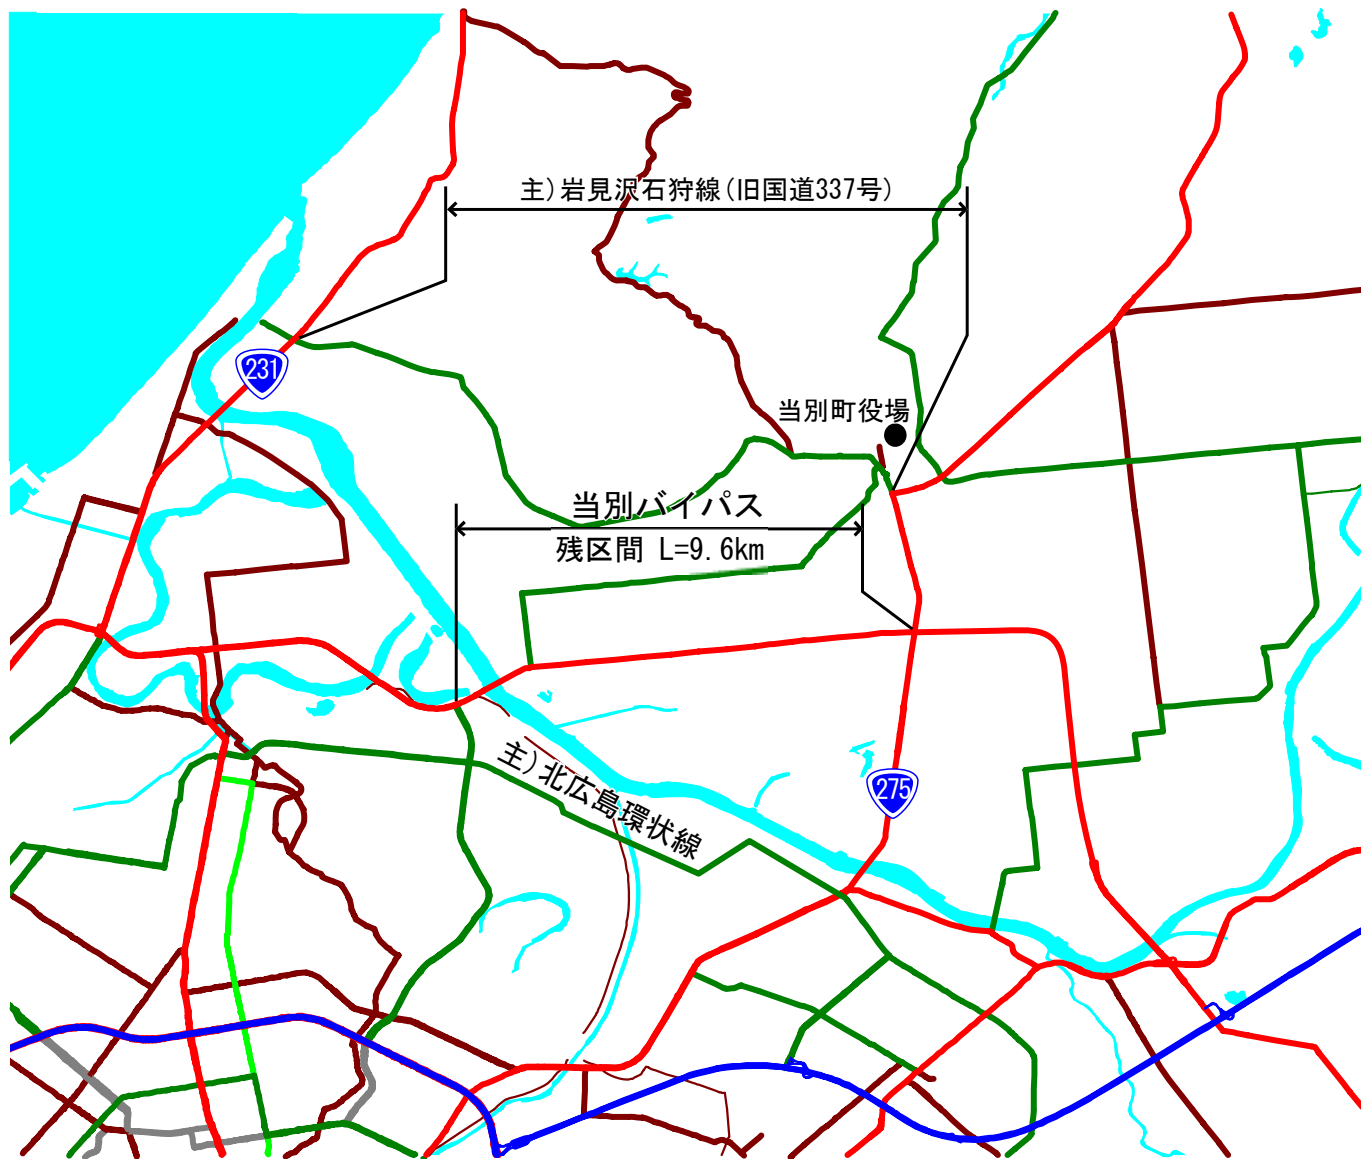 主)岩見沢石狩線(旧国道337号)
231
当別町役場
当別バイパス
残区間 L=9.6km
主)北広島環状線
275